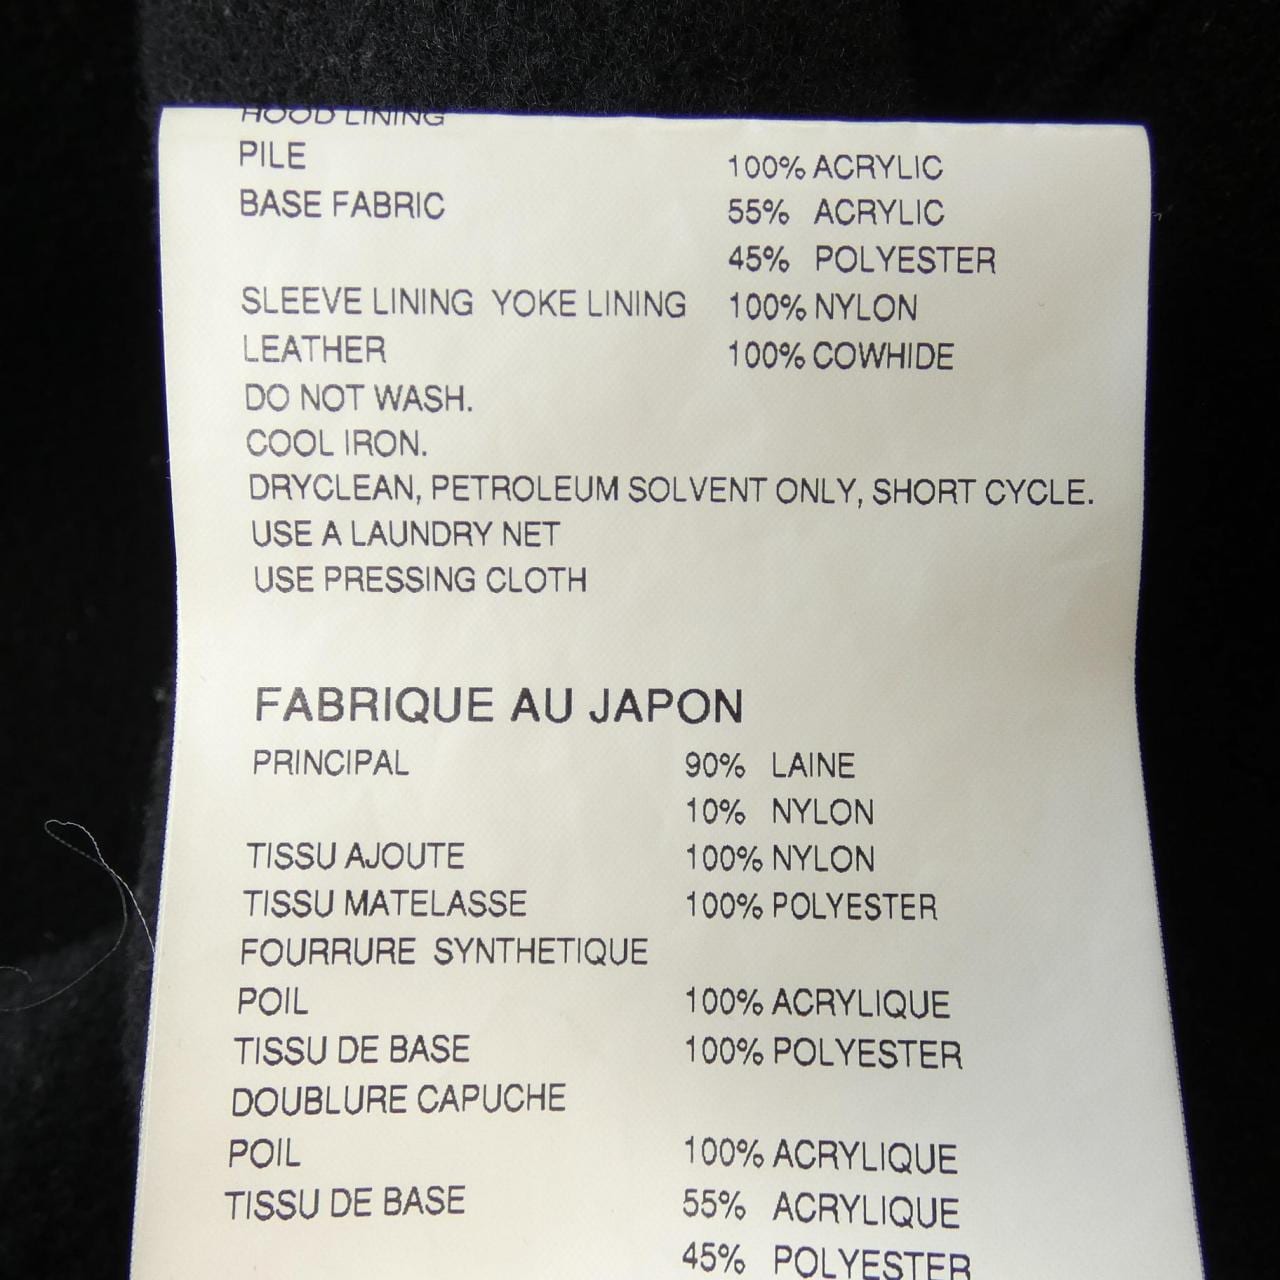 HOOD LINING
PILE 100% ACRYLIC
BASE FABRIC 55% ACRYLIC
45% POLYESTER
SLEEVE LINING YOKE LINING 100% NYLON
LEATHER 100% COWHIDE
DO NOT WASH.
COOL IRON.
DRYCLEAN, PETROLEUM SOLVENT ONLY, SHORT CYCLE.
USE A LAUNDRY NET
USE PRESSING CLOTH
FABRIQUE AU JAPON
PRINCIPAL 90% LAINE
10% NYLON
TISSU AJOUTE 100% NYLON
TISSU MATELASSE 100% POLYESTER
FOURRURE SYNTHETIQUE
POIL 100% ACRYLIQUE
TISSU DE BASE 100% POLYESTER
DOUBLURE CAPUCHE
POIL 100% ACRYLIQUE
TISSU DE BASE 55% ACRYLIQUE
45% POLYESTER